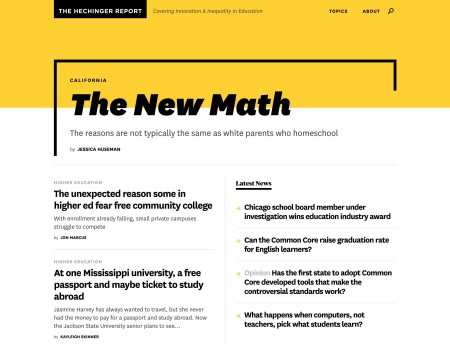 THE HECHINGER REPORT
Covering Innovation & Inequality in Education
TOPICS
ABOUT
CALIFORNIA
The New Math
The reasons are not typically the same as white parents who homeschool
by JESSICA HUSEMAN
HIGHER EDUCATION
The unexpected reason some in
higher ed fear free community college
With enrollment already falling, small private campuses
struggle to compete
by JON MARCUS
HIGHER EDUCATION
At one Mississippi university, a free
passport and maybe ticket to study
abroad
Jasmine Harvey has always wanted to travel, but she never
had the money to pay for a passport and study abroad. Now
the Jackson State University senior plans to see...
by KAYLEIGH SKINNER
Latest News
Chicago school board member under
investigation wins education industry award
Can the Common Core raise graduation rate
for English learners?
Opinion Has the first state to adopt Common
Core developed tools that make the
controversial standards work?
What happens when computers, not
teachers, pick what students learn?